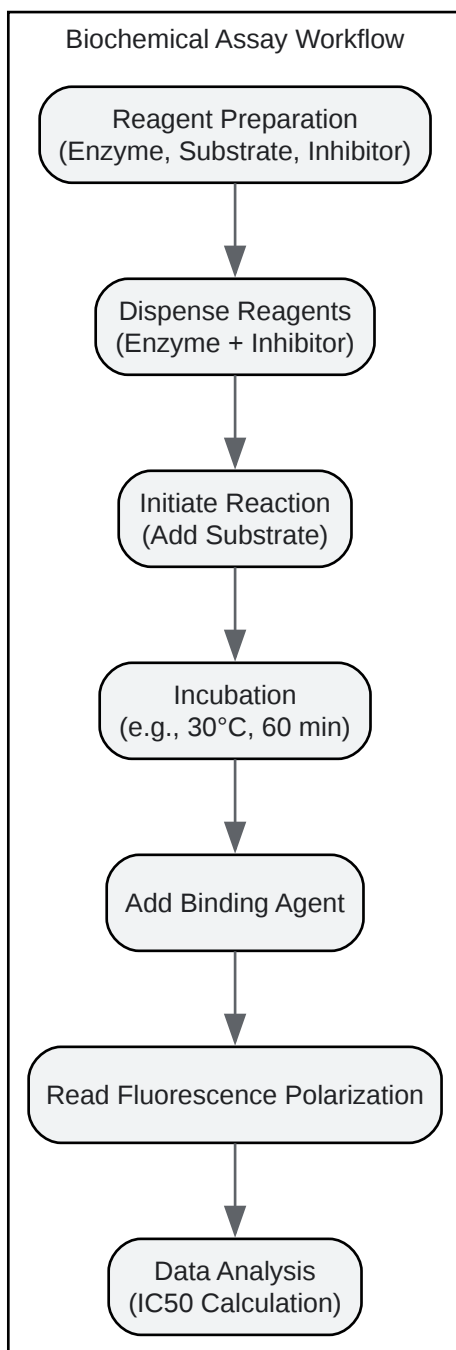 Biochemical Assay Workflow
Reagent Preparation
(Enzyme, Substrate, Inhibitor)
Dispense Reagents
(Enzyme + Inhibitor)
Initiate Reaction
(Add Substrate)
Incubation
(e.g., 30°C, 60 min)
Add Binding Agent
Read Fluorescence Polarization
Data Analysis
(IC50 Calculation)